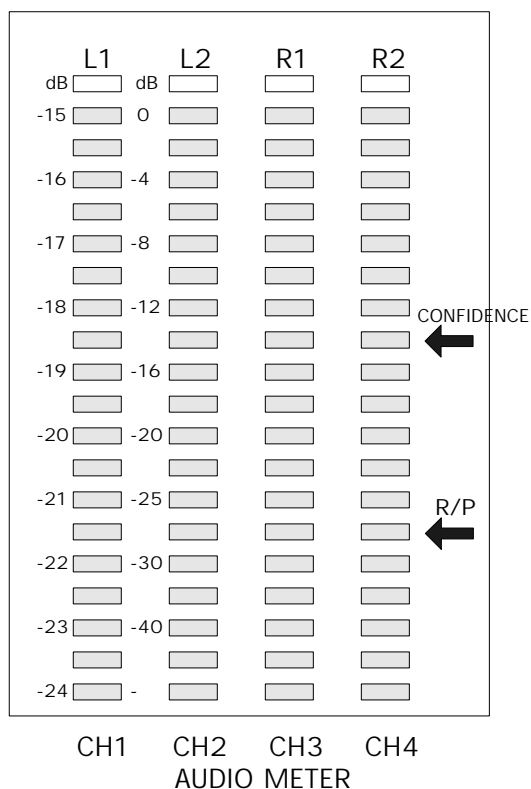 L1 L2 R1 R2
dB dB
-15 0
-16 -4
-17 -8
-18 -12
CONFIDENCE
-19 -16
-20 -20
-21 -25
R/P
-22 -30
-23 -40
-24 -
CH1 CH2 CH3 CH4
AUDIO METER